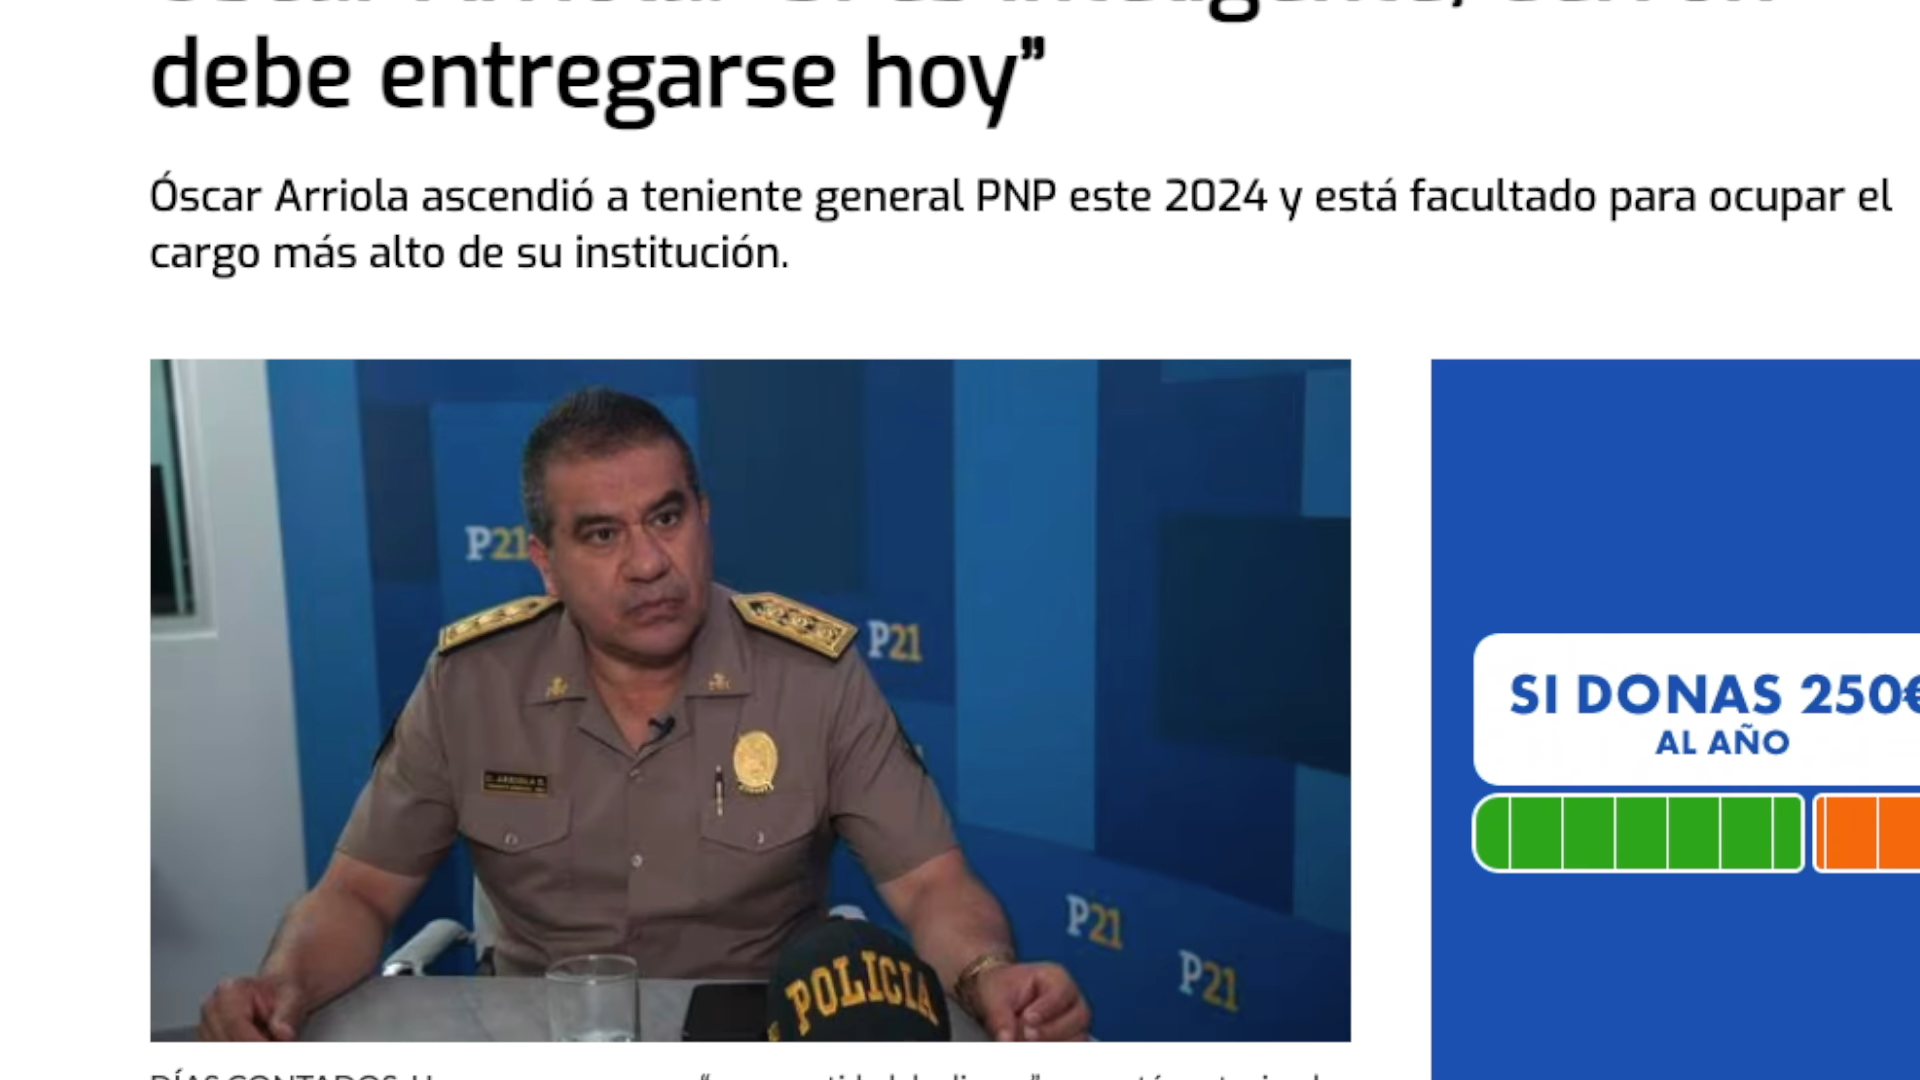 debe entregarse hoy”
Óscar Arriola ascendió a teniente general PNP este 2024 y está facultado para ocupar el
cargo más alto de su institución.
P21
P21
SI DONAS 250€
AL AÑO
P21
P21
POLICIA